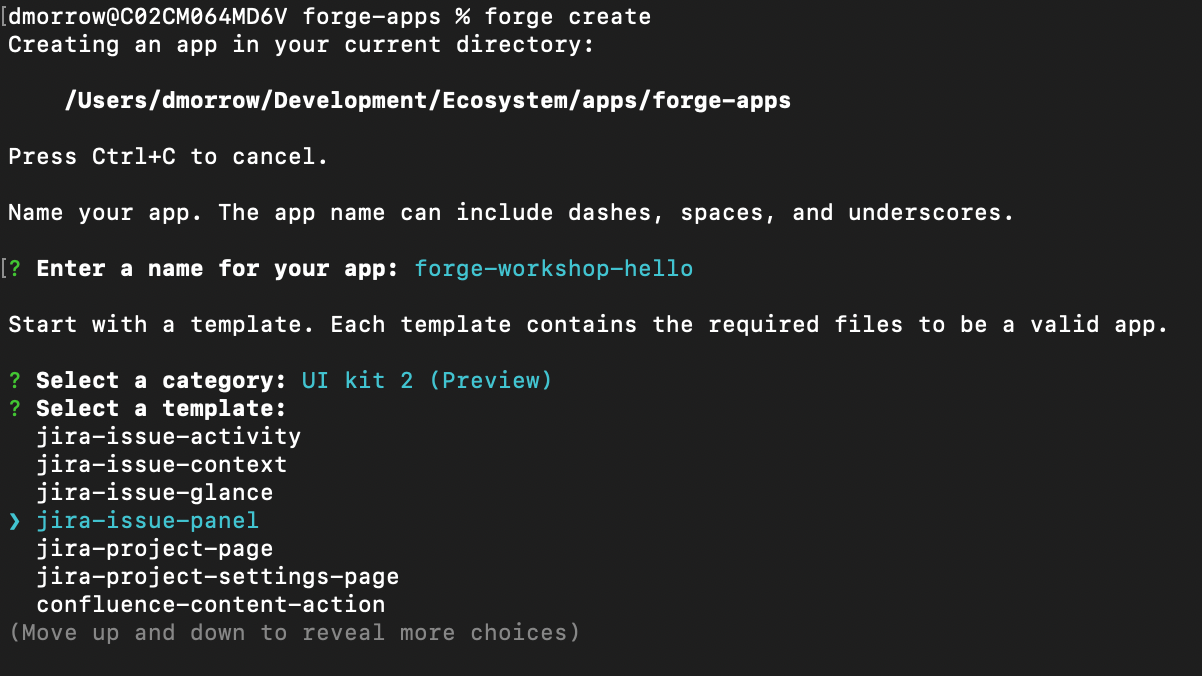 [dmorrow@C02CM064MD6V forge-apps % forge create
Creating an app in your current directory:
/Users/dmorrow/Development/Ecosystem/apps/forge-apps
Press Ctrl+C to cancel.
Name your app. The app name can include dashes, spaces, and underscores.
[? Enter a name for your app: forge-workshop-hello
Start with a template. Each template contains the required files to be a valid app.
? Select a category: UI kit 2 (Preview)
? Select a template:
jira-issue-activity
jira-issue-context
jira-issue-glance
❯ jira-issue-panel
jira-project-page
jira-project-settings-page
confluence-content-action
(Move up and down to reveal more choices)